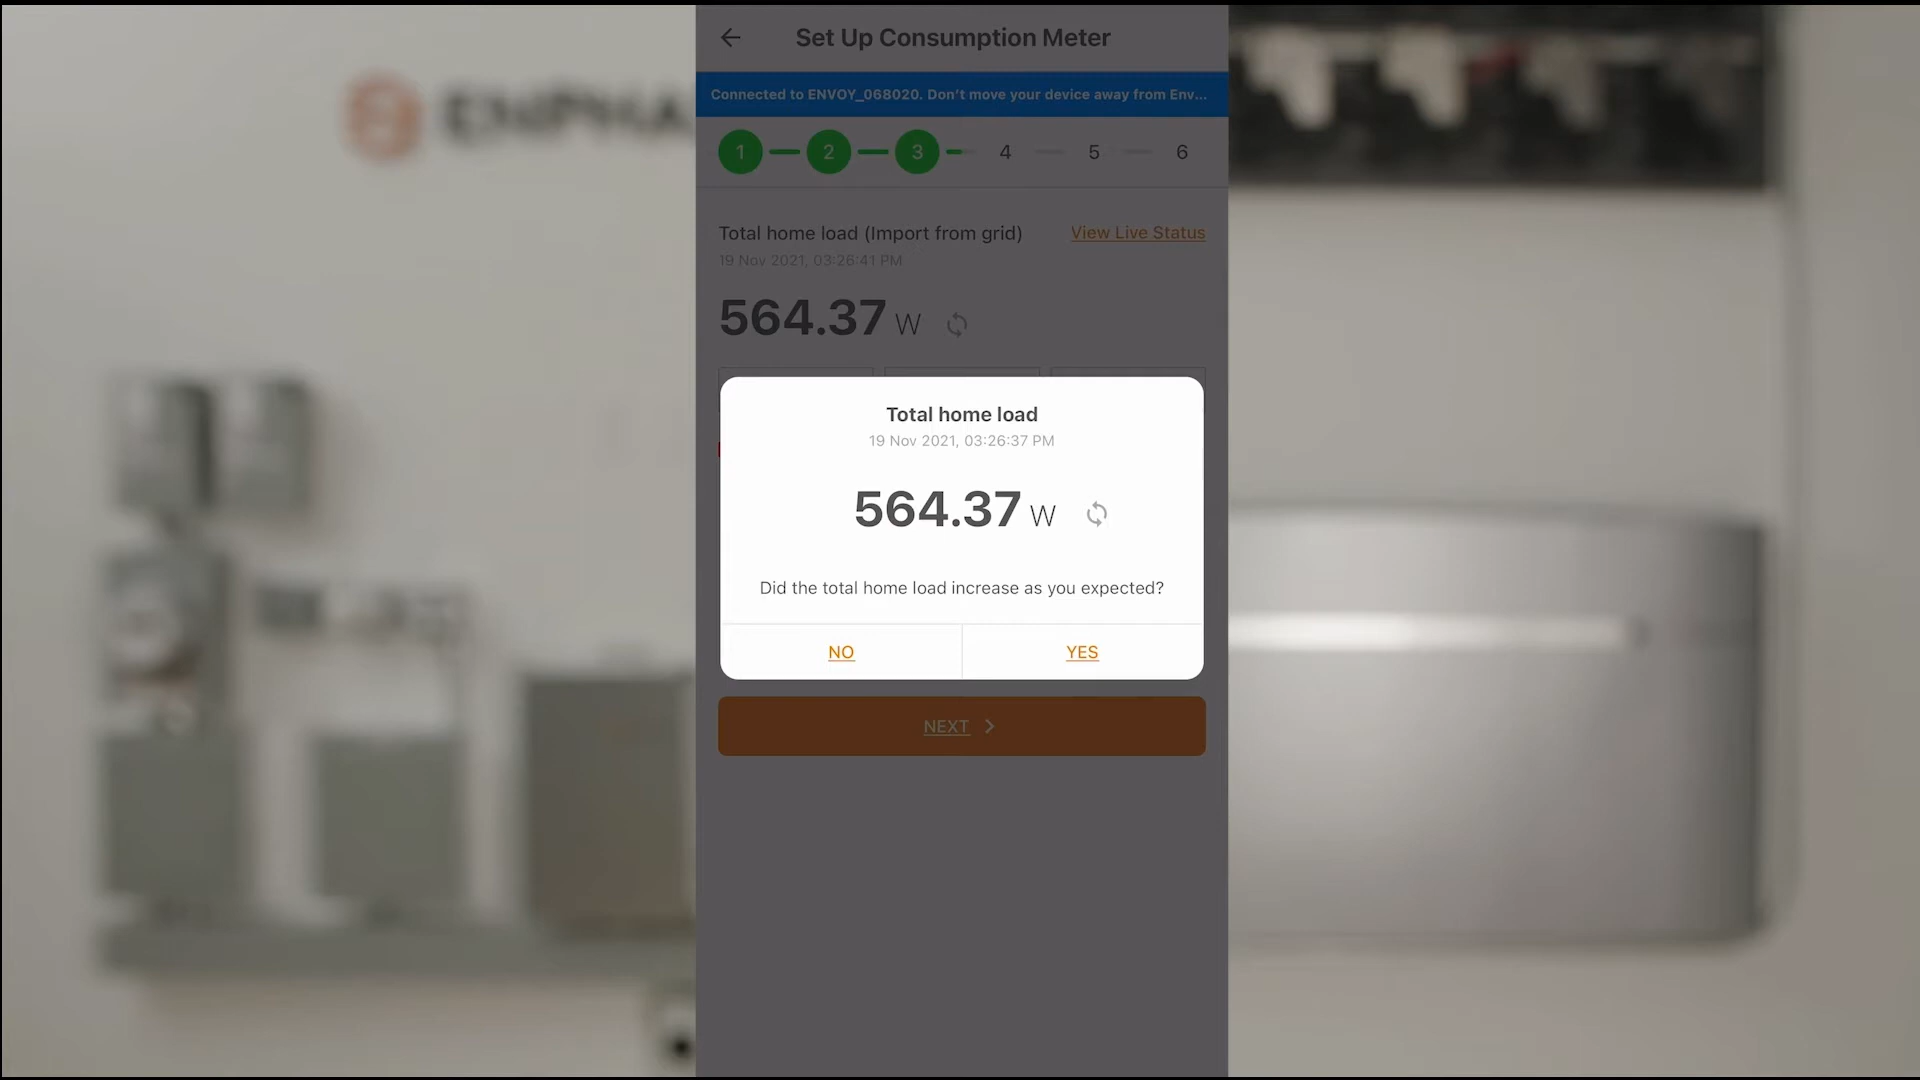 Set Up Consumption Meter
Connected to ENVOY_068020. Don't move your device away from Env...
1 2 3 4 5 6
Total home load (Import from grid) View Live Status
19 Nov 2021, 03:26:41 PM
564.37 W
Total home load
19 Nov 2021, 03:26:37 PM
564.37 W
Did the total home load increase as you expected?
NO YES
NEXT